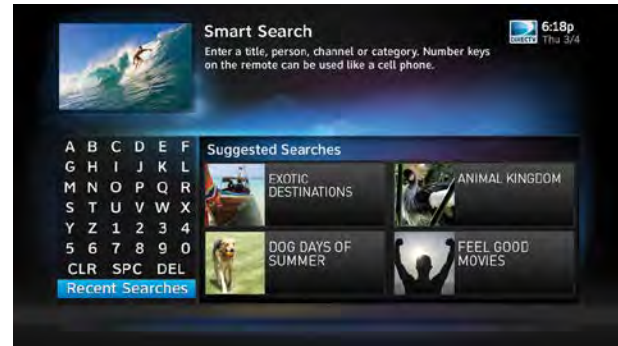 Smart Search
Enter a title, person, channel or category. Number keys
on the remote can be used like a cell phone.
DIRECTV
6:18p
Thu 3/4
A B C D E F
G H I J K L
M N O P Q R
S T U V W X
Y Z 1 2 3 4
5 6 7 8 9 0
CLR SPC DEL
Recent Searches
Suggested Searches
EXOTIC
DESTINATIONS
ANIMAL KINGDOM
DOG DAYS OF
SUMMER
FEEL GOOD
MOVIES